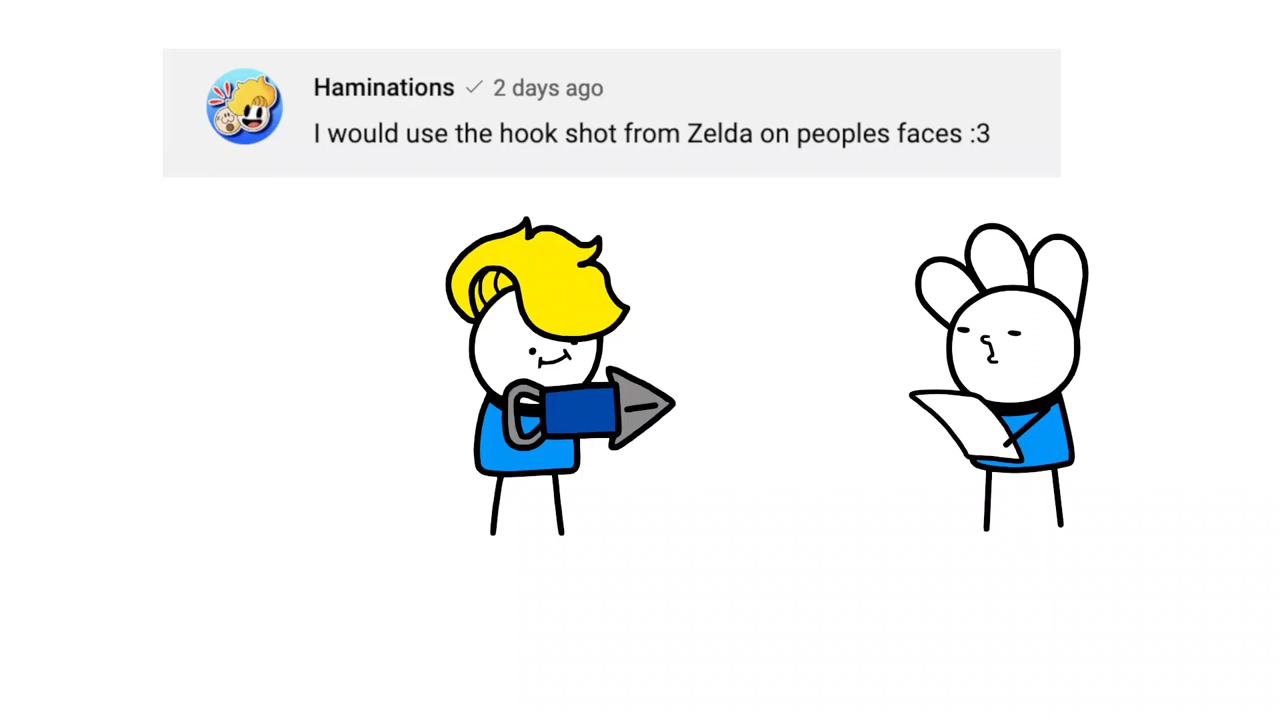 Haminations ✓ 2 days ago
I would use the hook shot from Zelda on peoples faces :3